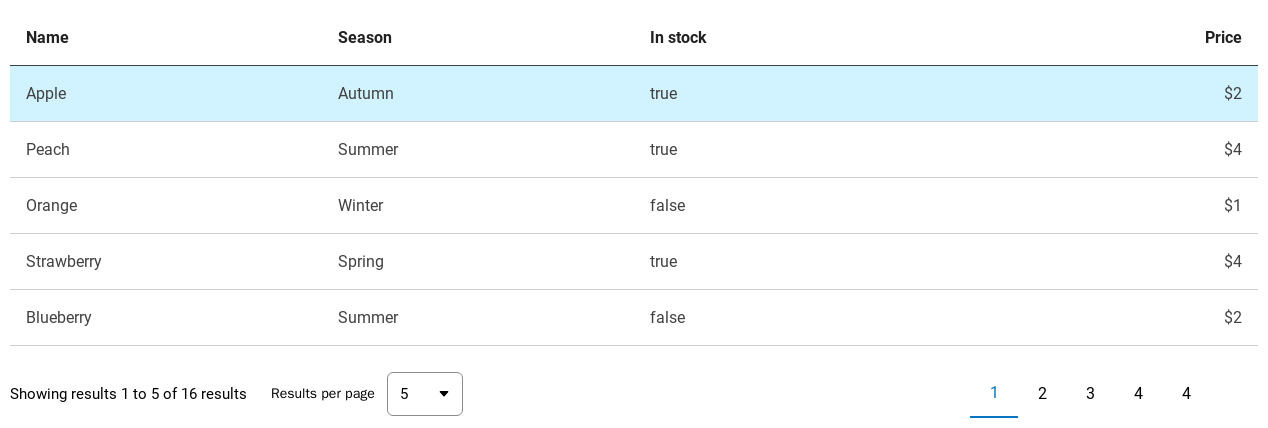 Name Season In stock Price
Apple Autumn true $2
Peach Summer true $4
Orange Winter false $1
Strawberry Spring true $4
Blueberry Summer false $2
Showing results 1 to 5 of 16 results Results per page 5 1 2 3 4 4